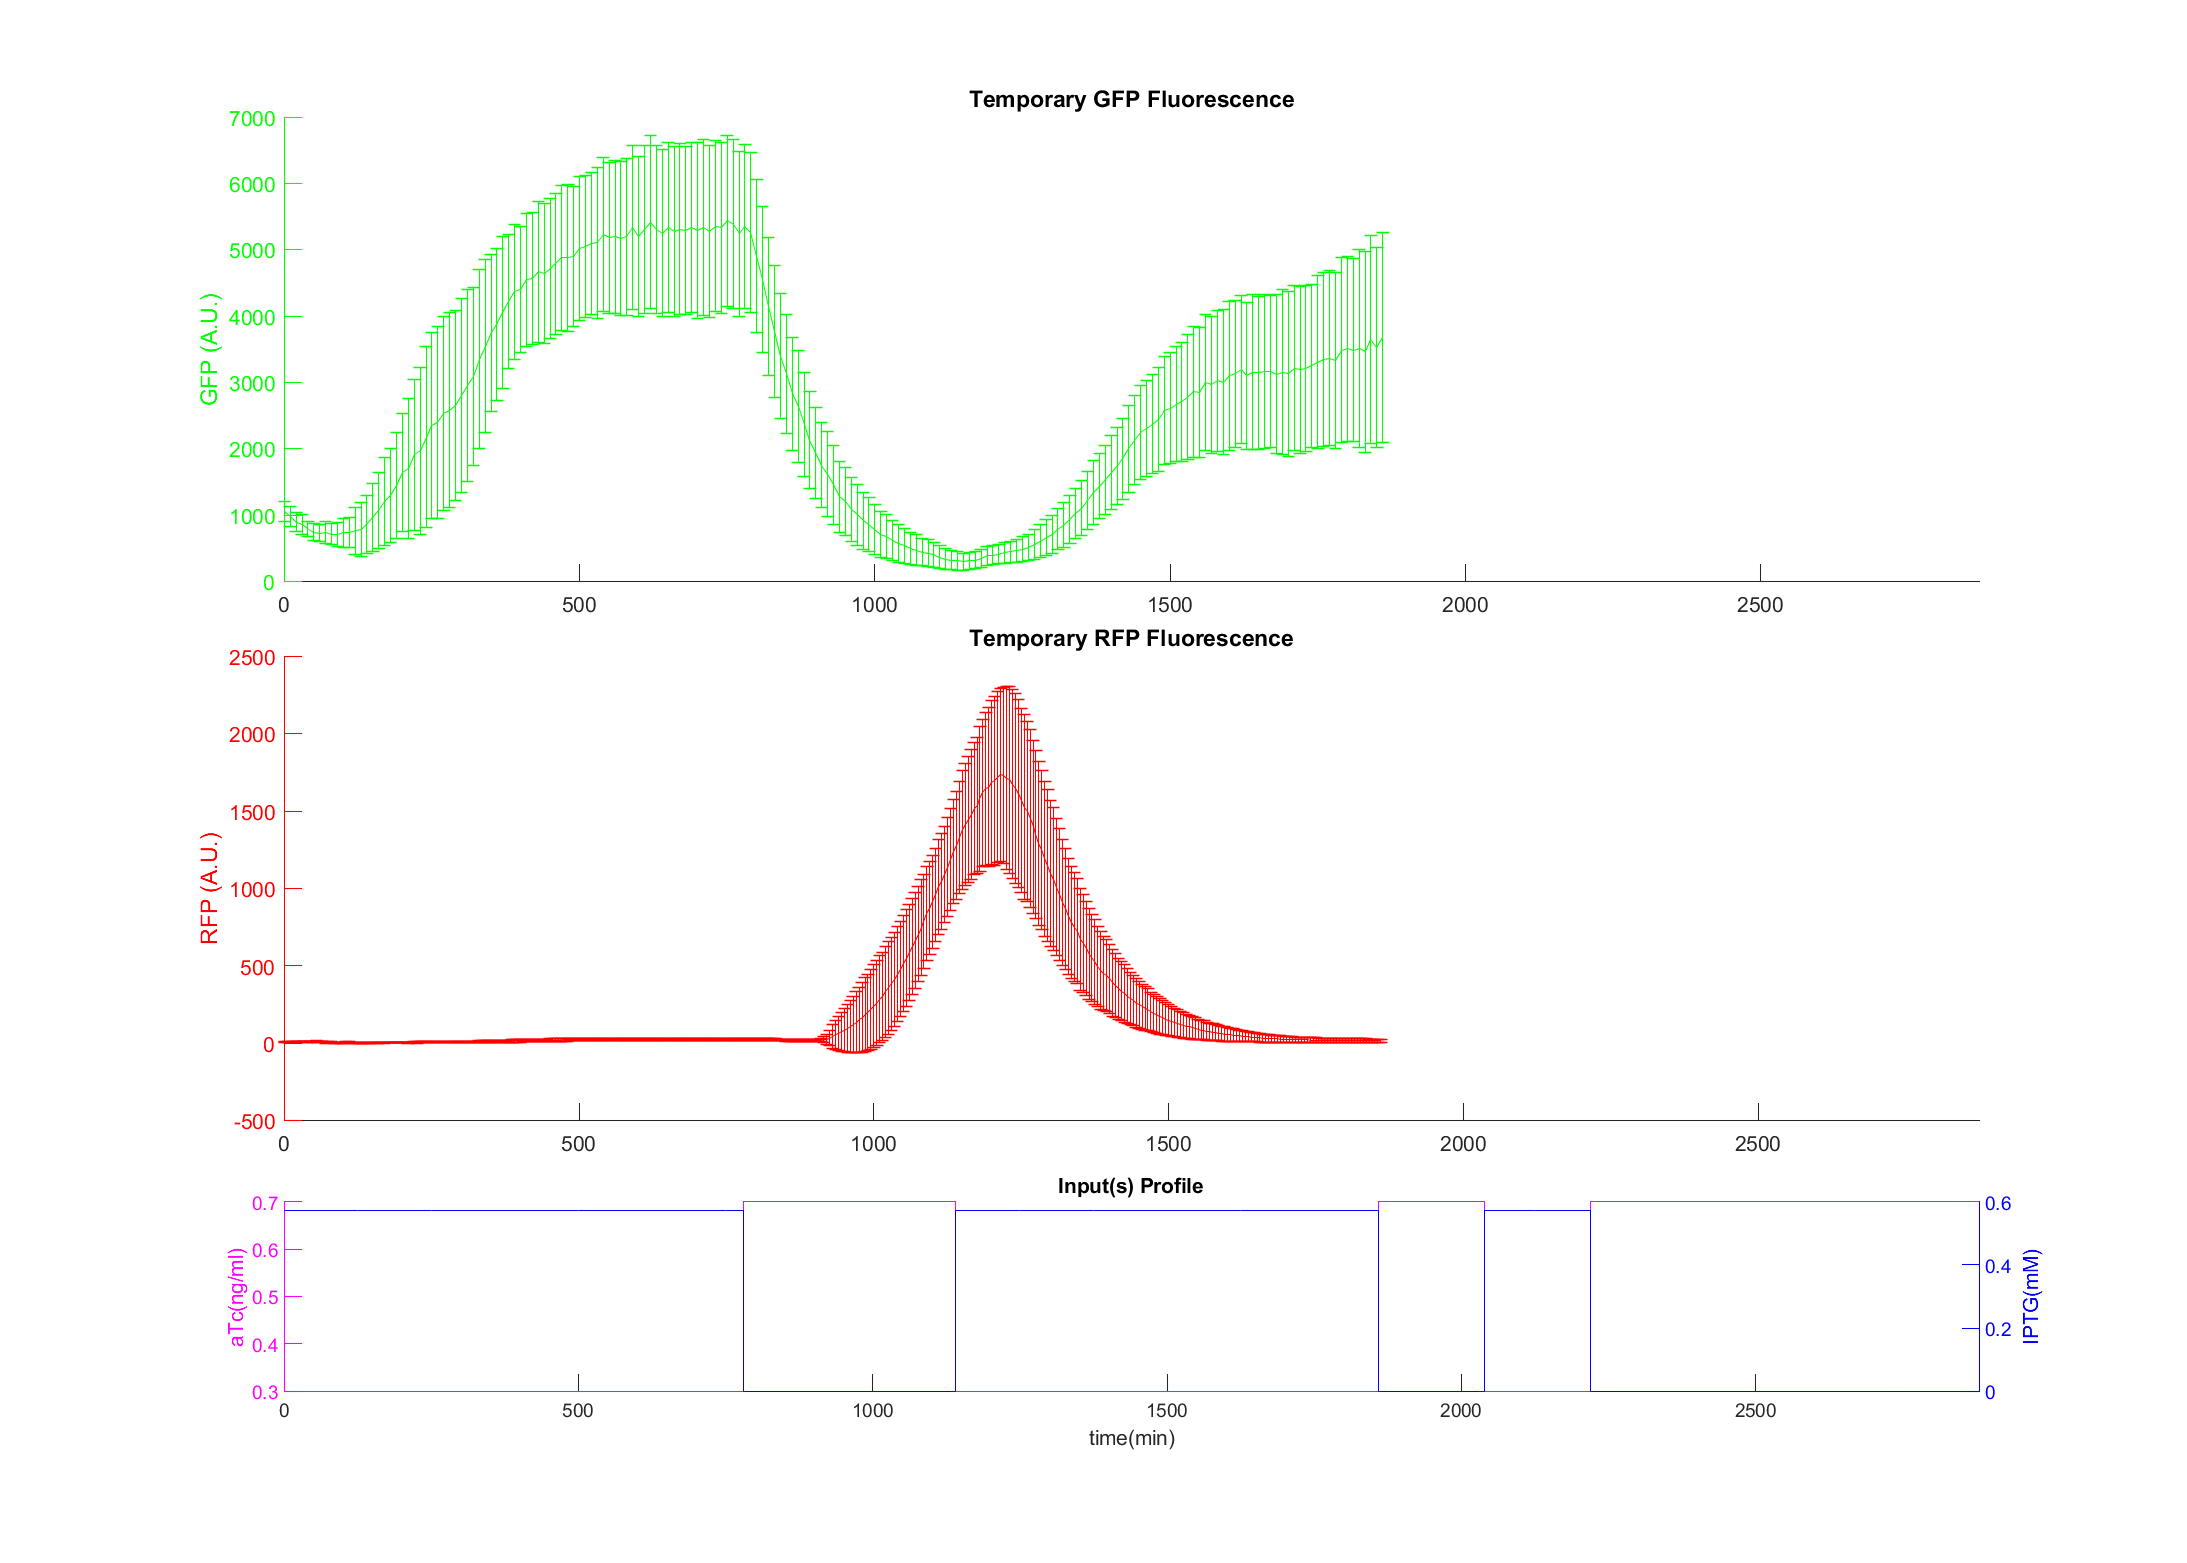 Temporary GFP Fluorescence
7000
6000
5000
4000
3000
2000
1000
0
GFP (A.U.)
0 500 1000 1500 2000 2500
Temporary RFP Fluorescence
2500
2000
1500
1000
500
0
-500
RFP (A.U.)
0 500 1000 1500 2000 2500
Input(s) Profile
0.7
0.6
0.5
0.4
0.3
aTc(ng/ml)
0.6
0.4
0.2
0
IPTG(mM)
0 500 1000 1500 2000 2500
time(min)